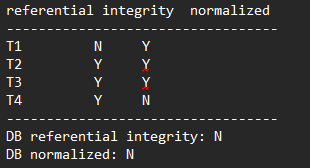 referential integrity  normalized
----------------------------------
T1         N    Y
T2         Y    Y
T3         Y    Y
T4         Y    N
----------------------------------
DB referential integrity: N
DB normalized: N